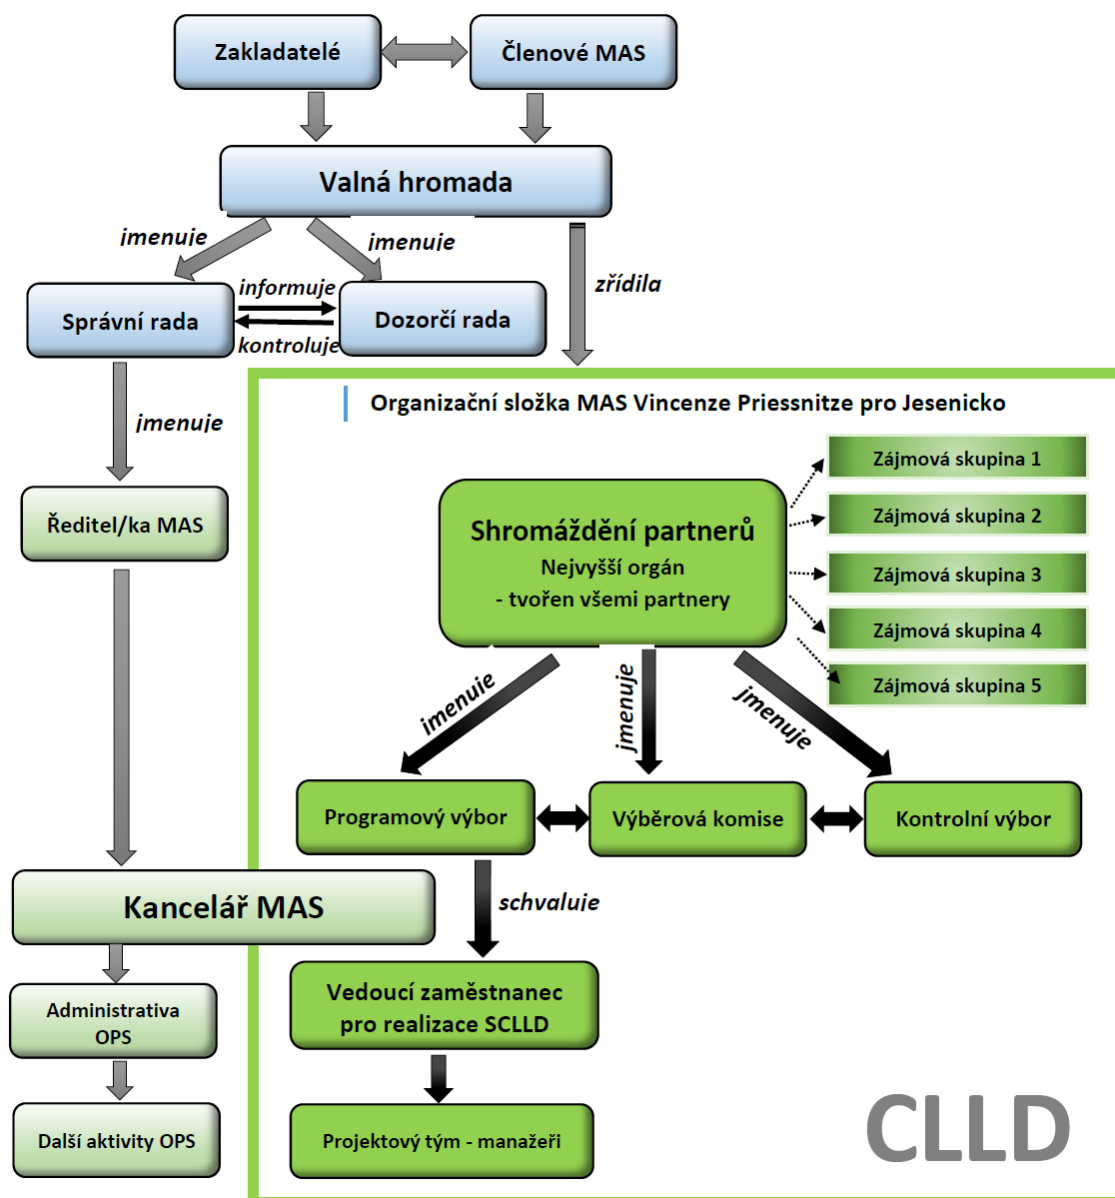 Zakladatelé
Členové MAS
Valná hromada
jmenuje
jmenuje
zřídila
informuje
Správní rada
Dozorčí rada
kontroluje
Organizační složka MAS Vincenze Priessnitze pro Jesenicko
jmenuje
Zájmová skupina 1
Ředitel/ka MAS
Shromáždění partnerů
Zájmová skupina 2
Nejvyšší orgán
Zájmová skupina 3
- tvořen všemi partnery
Zájmová skupina 4
Zájmová skupina 5
jmenuje
jmenuje
jmenuje
Programový výbor
Výběrová komise
Kontrolní výbor
Kancelář MAS
schvaluje
Vedoucí zaměstnanec
pro realizace SCLLD
Administrativa
OPS
Další aktivity OPS
Projektový tým - manažeři
CLLD